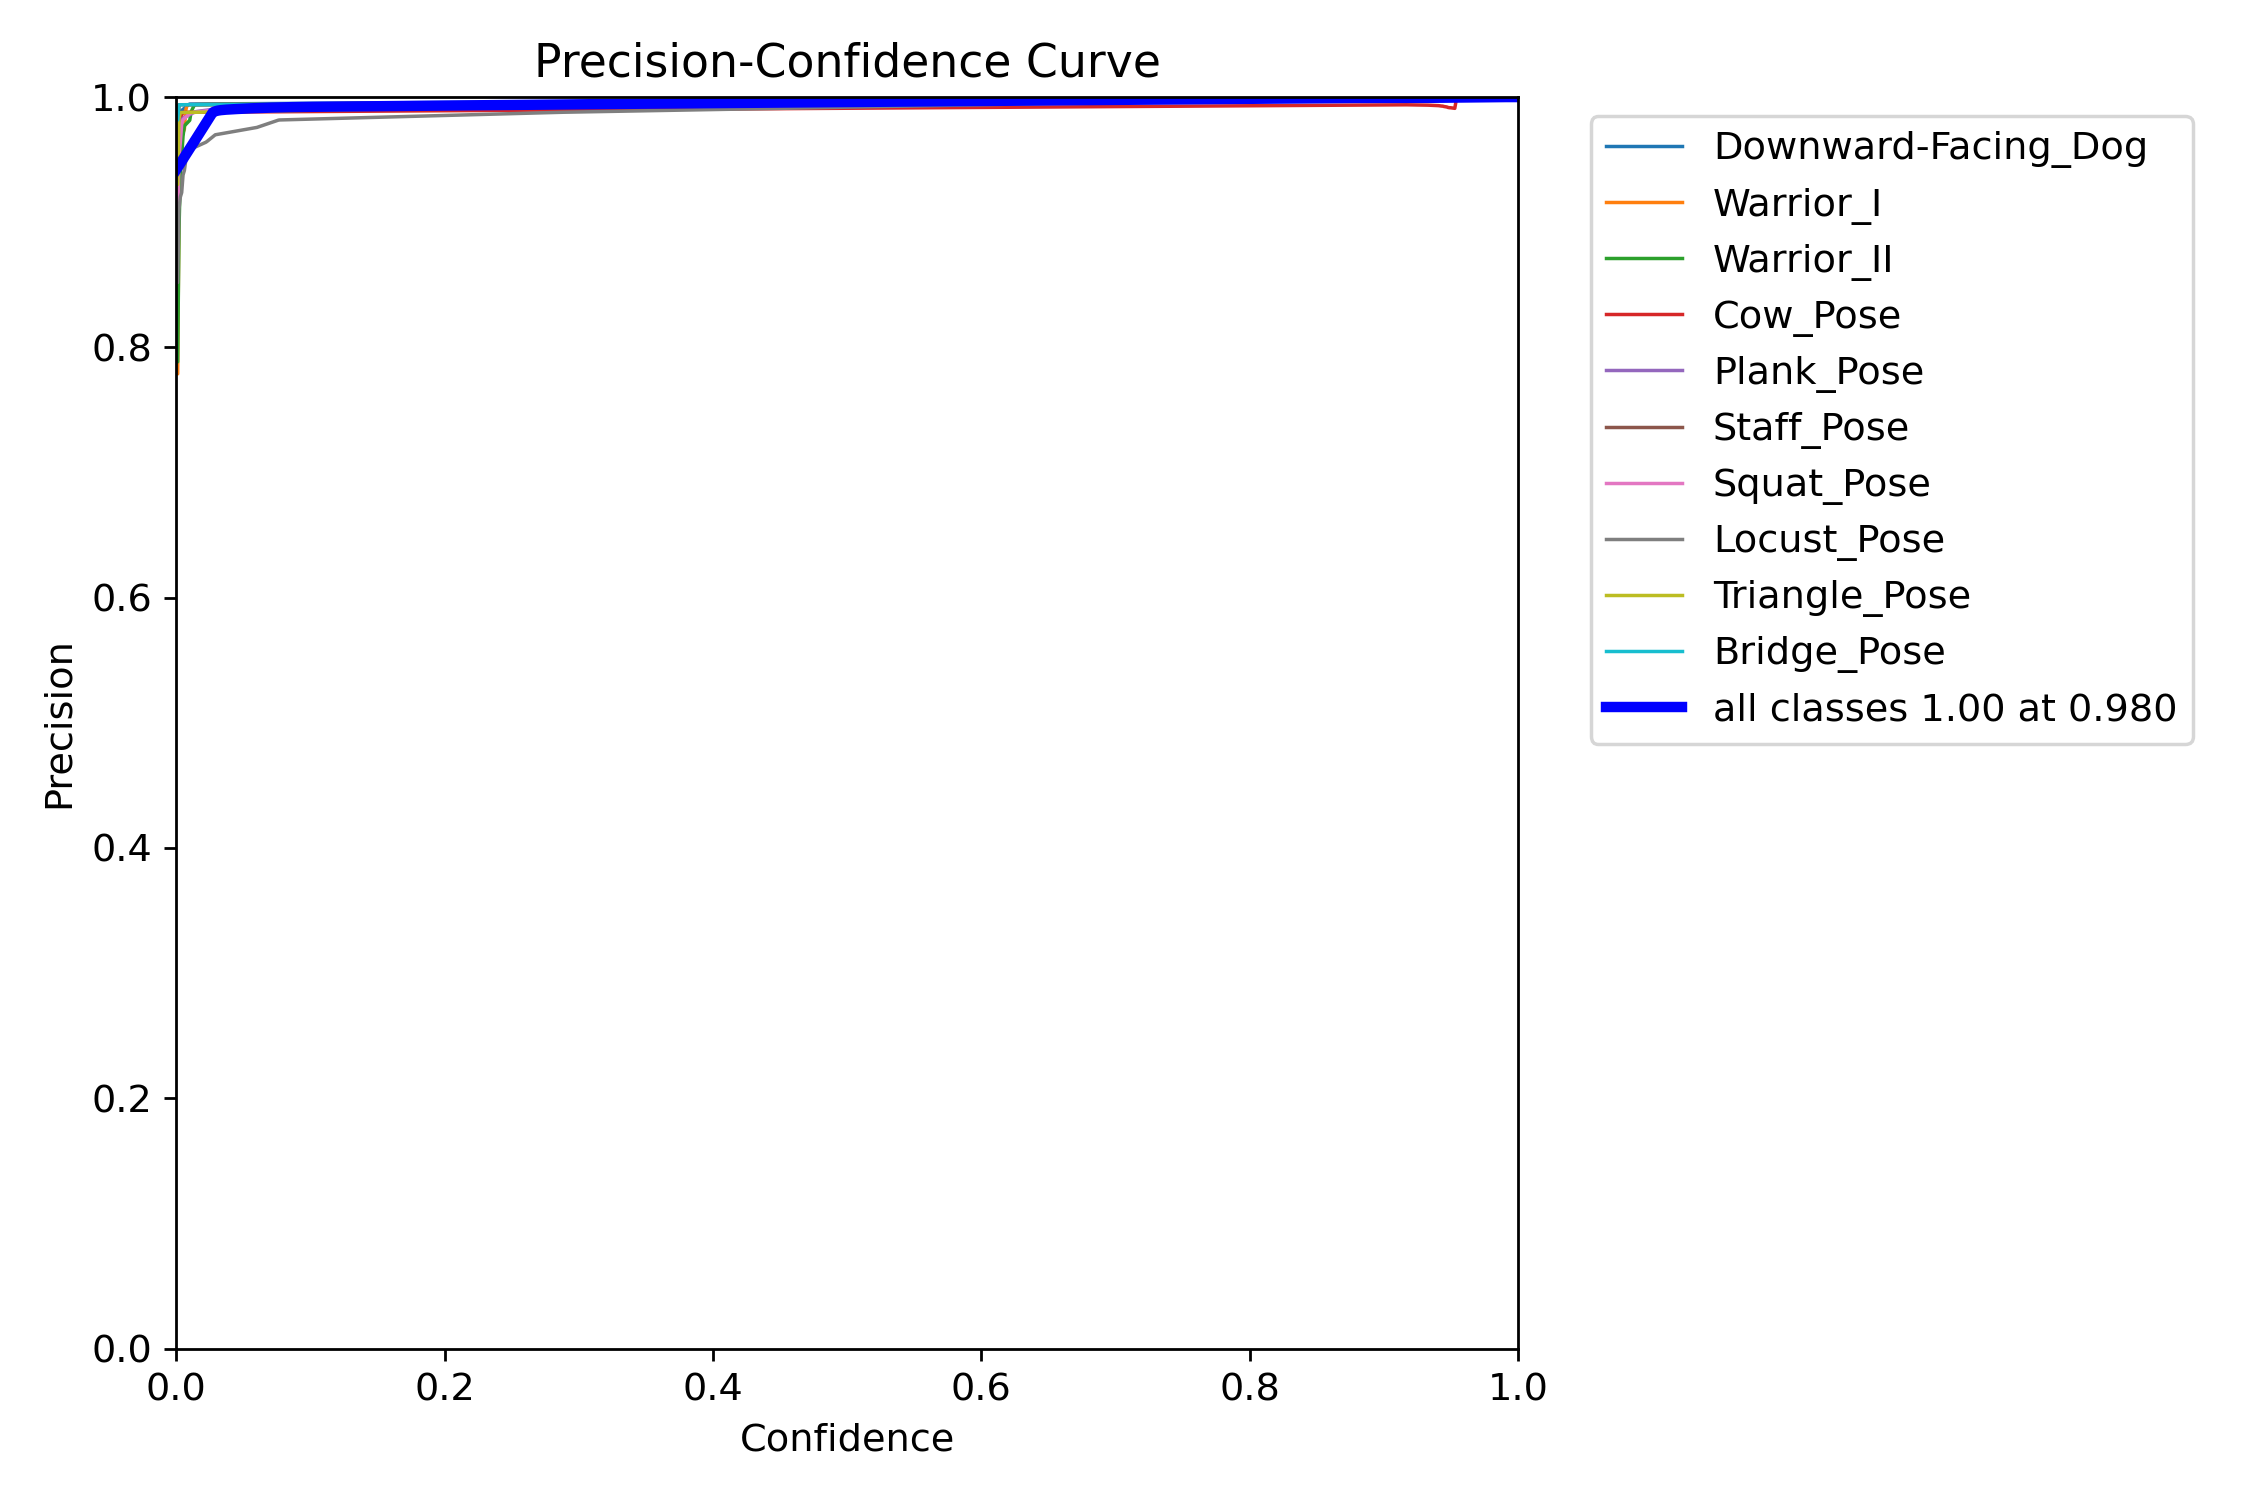 Precision-Confidence Curve
1.0
0.8
0.6
0.4
0.2
0.0
Precision
0.0 0.2 0.4 0.6 0.8 1.0
Confidence
Downward-Facing_Dog
Warrior_I
Warrior_II
Cow_Pose
Plank_Pose
Staff_Pose
Squat_Pose
Locust_Pose
Triangle_Pose
Bridge_Pose
all classes 1.00 at 0.980